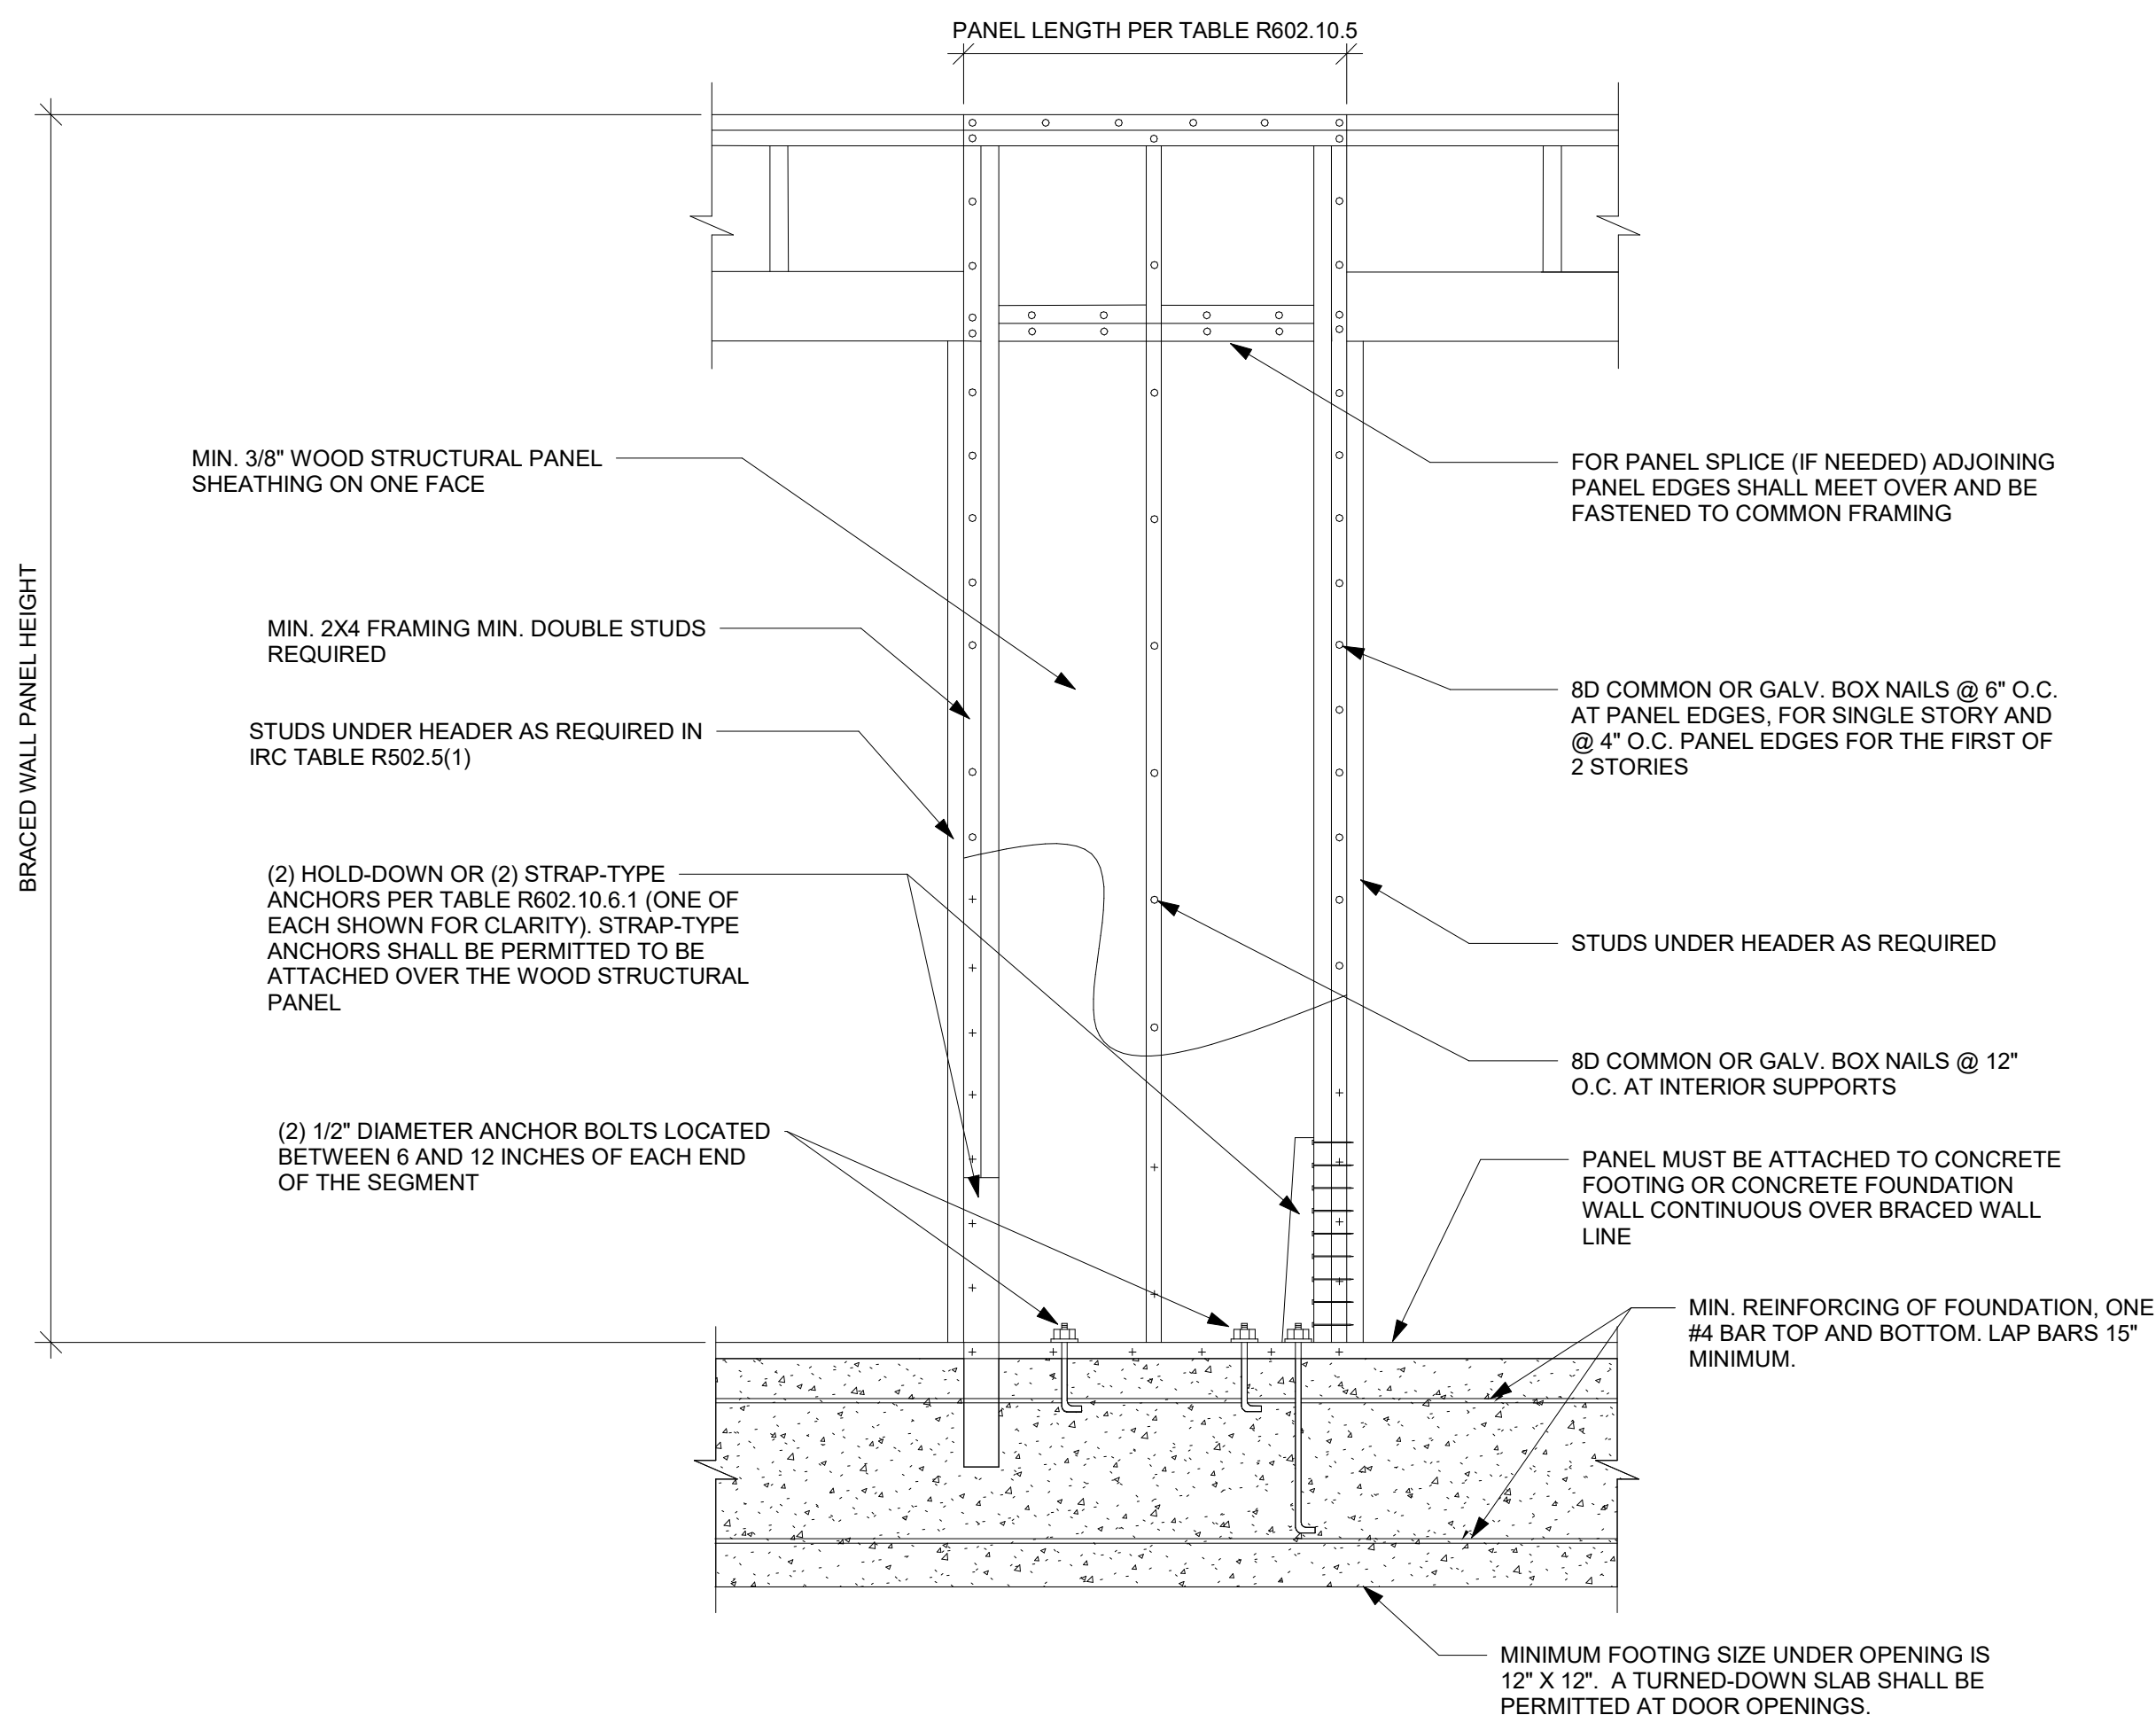 PANEL LENGTH PER TABLE R602.10.5
BRACED WALL PANEL HEIGHT
MIN. 3/8" WOOD STRUCTURAL PANEL
SHEATHING ON ONE FACE
MIN. 2X4 FRAMING MIN. DOUBLE STUDS
REQUIRED
STUDS UNDER HEADER AS REQUIRED IN
IRC TABLE R502.5(1)
(2) HOLD-DOWN OR (2) STRAP-TYPE
ANCHORS PER TABLE R602.10.6.1 (ONE OF
EACH SHOWN FOR CLARITY). STRAP-TYPE
ANCHORS SHALL BE PERMITTED TO BE
ATTACHED OVER THE WOOD STRUCTURAL
PANEL
(2) 1/2" DIAMETER ANCHOR BOLTS LOCATED
BETWEEN 6 AND 12 INCHES OF EACH END
OF THE SEGMENT
FOR PANEL SPLICE (IF NEEDED) ADJOINING
PANEL EDGES SHALL MEET OVER AND BE
FASTENED TO COMMON FRAMING
8D COMMON OR GALV. BOX NAILS @ 6" O.C.
AT PANEL EDGES, FOR SINGLE STORY AND
@ 4" O.C. PANEL EDGES FOR THE FIRST OF
2 STORIES
STUDS UNDER HEADER AS REQUIRED
8D COMMON OR GALV. BOX NAILS @ 12"
O.C. AT INTERIOR SUPPORTS
PANEL MUST BE ATTACHED TO CONCRETE
FOOTING OR CONCRETE FOUNDATION
WALL CONTINUOUS OVER BRACED WALL
LINE
MIN. REINFORCING OF FOUNDATION, ONE
#4 BAR TOP AND BOTTOM. LAP BARS 15"
MINIMUM.
MINIMUM FOOTING SIZE UNDER OPENING IS
12" X 12".  A TURNED-DOWN SLAB SHALL BE
PERMITTED AT DOOR OPENINGS.